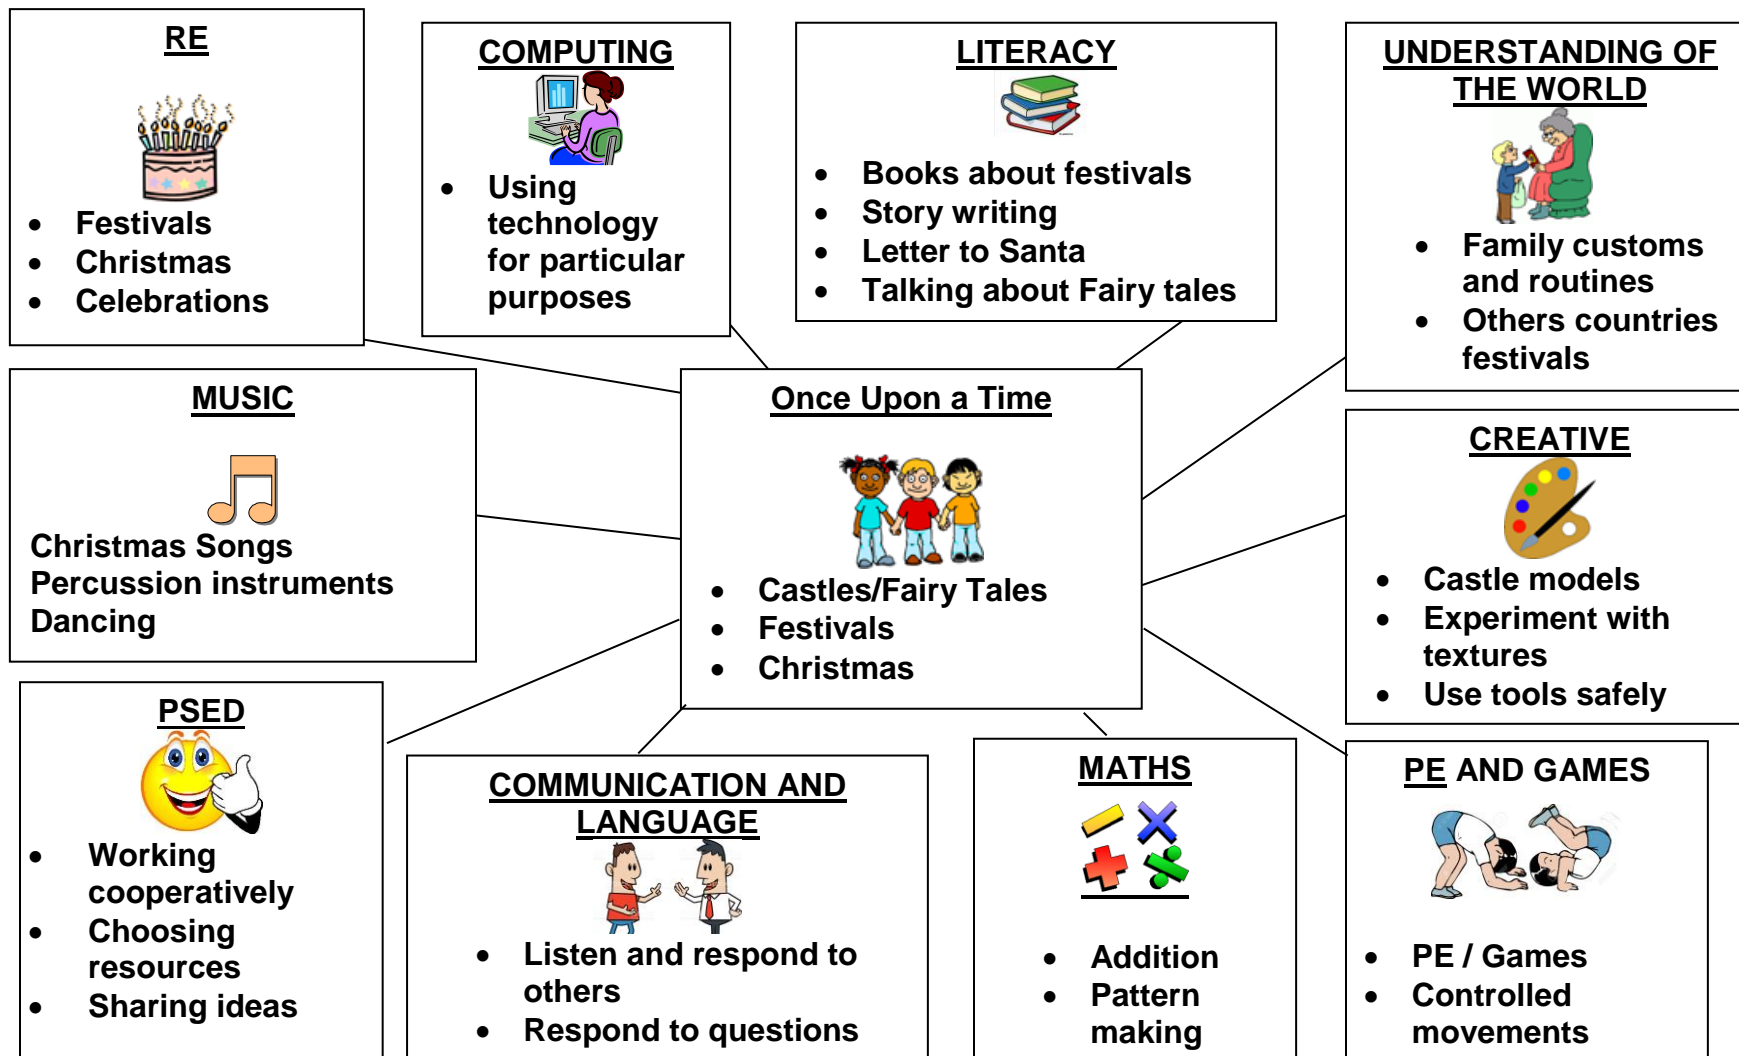 RE
• Festivals
• Christmas
• Celebrations
COMPUTING
• Using
technology
for particular
purposes
LITERACY
• Books about festivals
• Story writing
• Letter to Santa
• Talking about Fairy tales
UNDERSTANDING OF
THE WORLD
• Family customs
and routines
• Others countries
festivals
MUSIC
Christmas Songs
Percussion instruments
Dancing
Once Upon a Time
• Castles/Fairy Tales
• Festivals
• Christmas
CREATIVE
• Castle models
• Experiment with
textures
• Use tools safely
PSED
• Working
cooperatively
• Choosing
resources
• Sharing ideas
COMMUNICATION AND
LANGUAGE
• Listen and respond to
others
• Respond to questions
MATHS
• Addition
• Pattern
making
PE AND GAMES
• PE / Games
• Controlled
movements